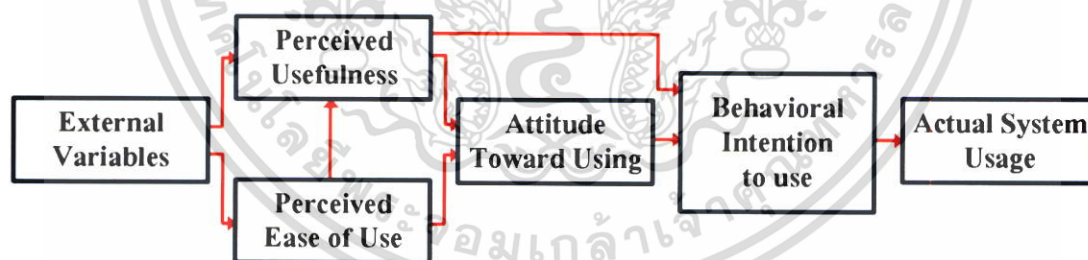 Perceived
Usefulness
External
Variables
Attitude
Toward Using
Behavioral
Intention
to use
Actual System
Usage
Perceived
Ease of Use